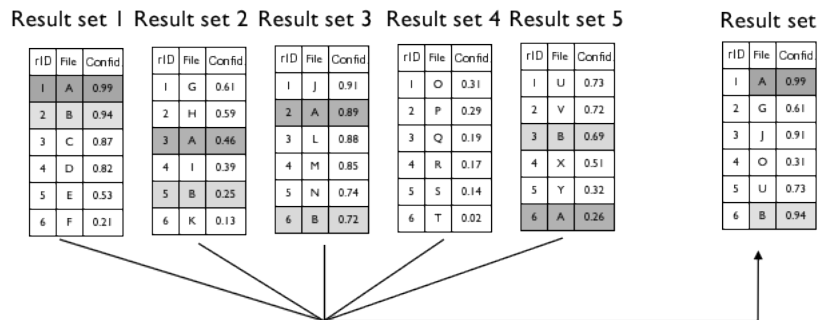 Result set 1 Result set 2 Result set 3 Result set 4 Result set 5 Result set
rID File Confid. rID File Confid. rID File Confid. rID File Confid. rID File Confid. rID File Confid.
1 A 0.99 1 G 0.61 1 J 0.91 1 O 0.31 1 U 0.73 1 A 0.99
2 B 0.94 2 H 0.59 2 A 0.89 2 P 0.29 2 V 0.72 2 G 0.61
3 C 0.87 3 A 0.46 3 L 0.88 3 Q 0.19 3 B 0.69 3 J 0.91
4 D 0.82 4 I 0.39 4 M 0.85 4 R 0.17 4 X 0.51 4 O 0.31
5 E 0.53 5 B 0.25 5 N 0.74 5 S 0.14 5 Y 0.32 5 U 0.73
6 F 0.21 6 K 0.13 6 B 0.72 6 T 0.02 6 A 0.26 6 B 0.94